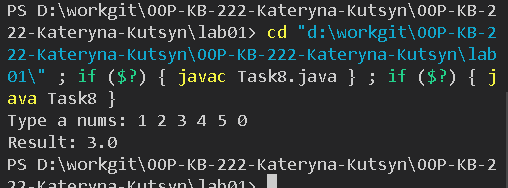 PS D:\workgit\OOP-KB-222-Kateryna-Kutsyn\OOP-KB-2
22-Kateryna-Kutsyn\lab01> cd "d:\workgit\OOP-KB-2
22-Kateryna-Kutsyn\OOP-KB-222-Kateryna-Kutsyn\lab
01\" ; if ($?) { javac Task8.java } ; if ($?) { j
ava Task8 }
Type a nums: 1 2 3 4 5 0
Result: 3.0
PS D:\workgit\OOP-KB-222-Kateryna-Kutsyn\OOP-KB-2
22-Kateryna-Kutsyn\lab01>